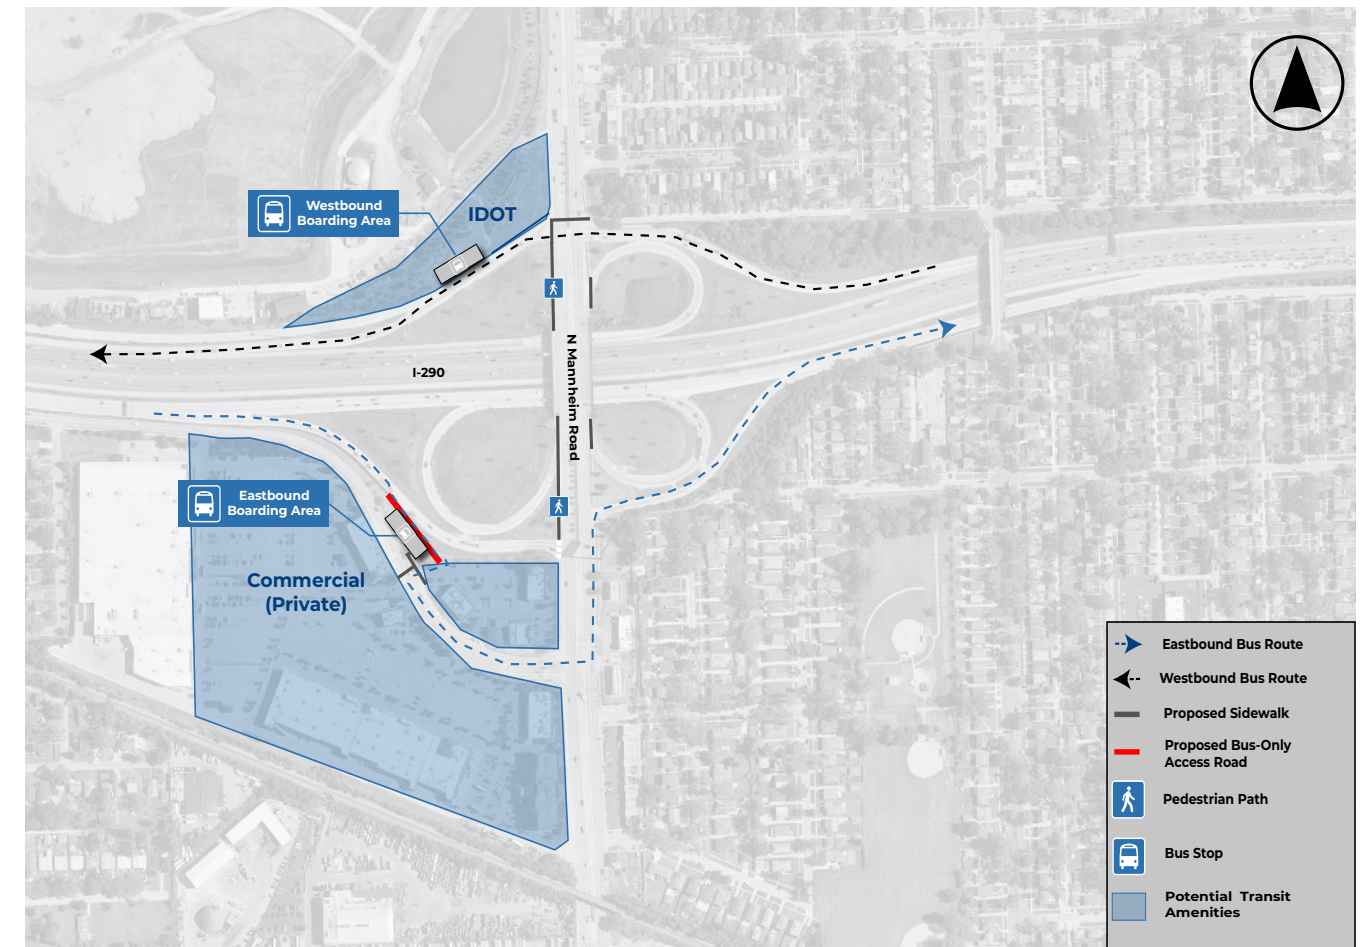 Westbound
Boarding Area
IDOT
N Mannheim Road
I-290
Eastbound
Boarding Area
Commercial
(Private)
Eastbound Bus Route
Westbound Bus Route
Proposed Sidewalk
Proposed Bus-Only
Access Road
Pedestrian Path
Bus Stop
Potential Transit
Amenities